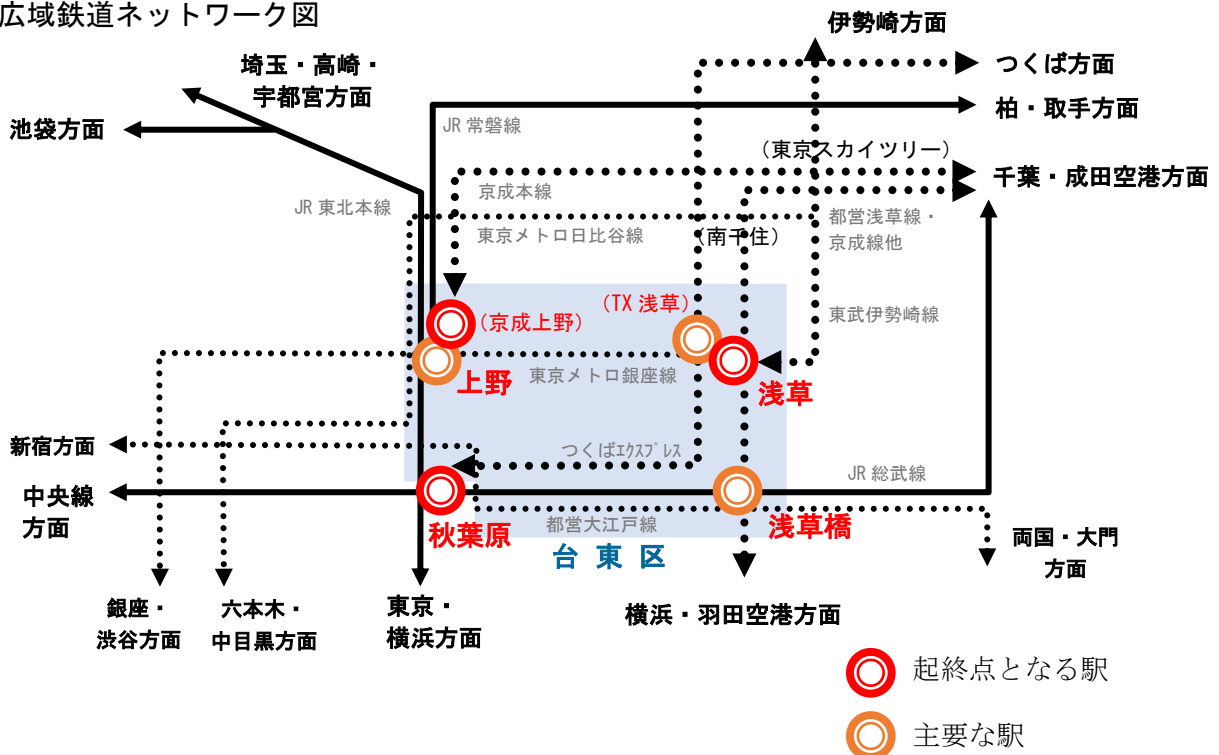 広域鉄道ネットワーク図
伊勢崎方面
埼玉・高崎・
宇都宮方面
つくば方面
池袋方面
JR 常磐線
柏・取手方面
(東京スカイツリー)
京成本線
千葉・成田空港方面
JR 東北本線
東京メトロ日比谷線
(南千住)
都営浅草線・
京成線他
(京成上野)
(TX 浅草)
東武伊勢崎線
上野
東京メトロ銀座線
浅草
新宿方面
つくばｴｸｽﾌﾟﾚｽ
JR 総武線
中央線
方面
秋葉原
都営大江戸線
浅草橋
台東区
両国・大門
方面
銀座・
渋谷方面
六本木・
中目黒方面
東京・
横浜方面
横浜・羽田空港方面
起終点となる駅
主要な駅